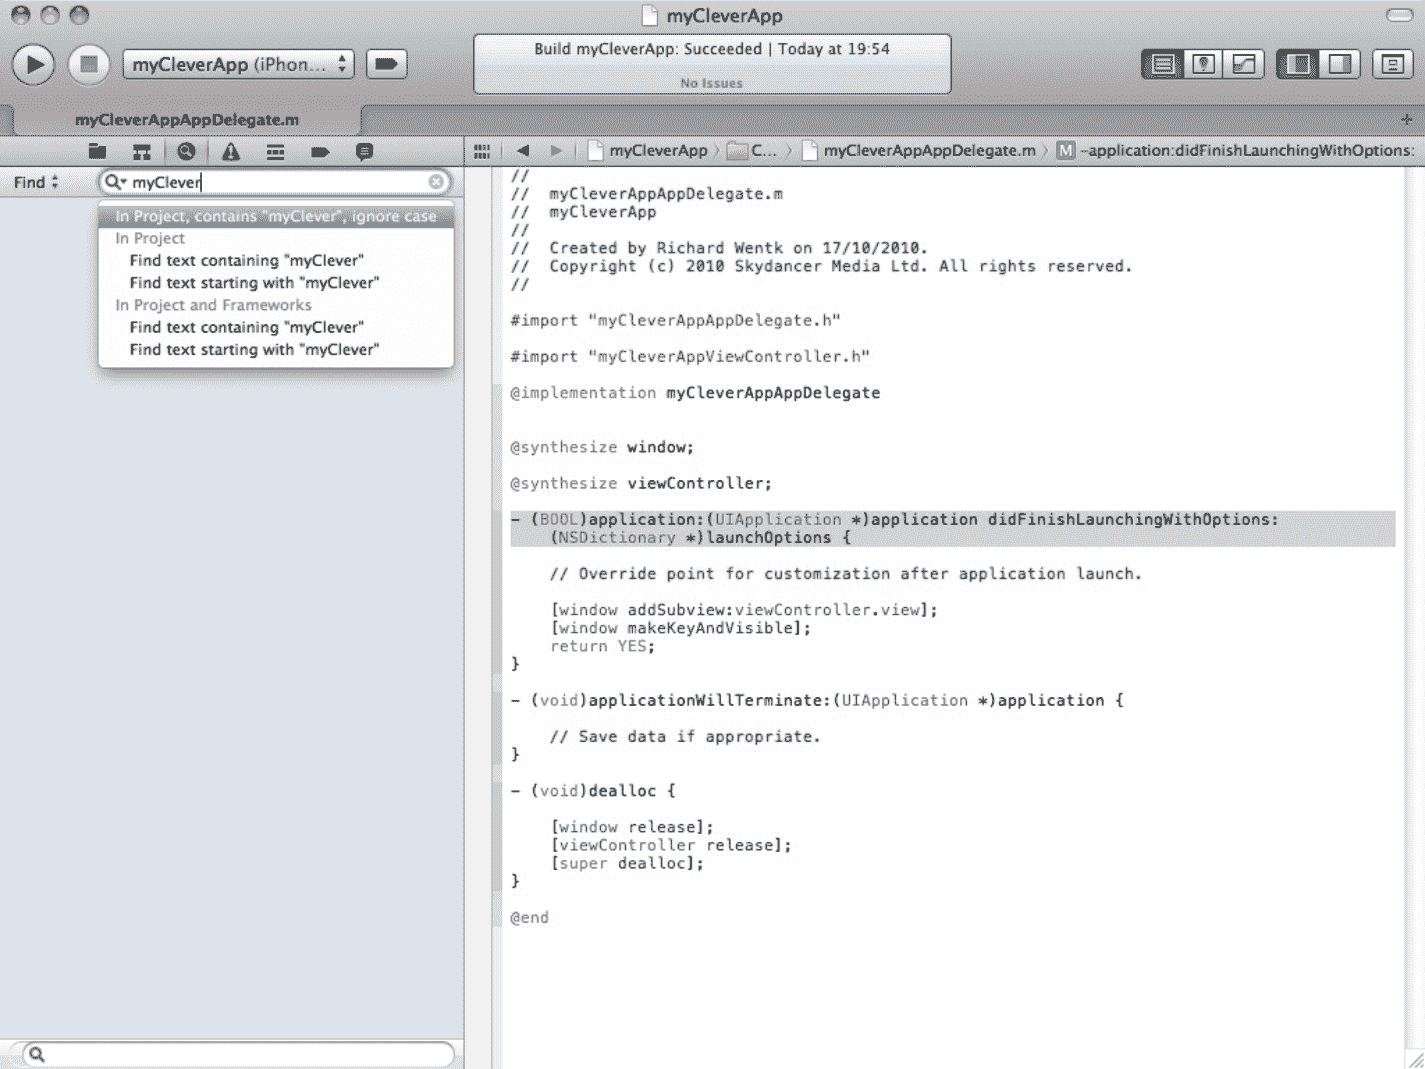 myCleverApp
myCleverApp (iPhon...
Build myCleverApp: Succeeded | Today at 19:54
No Issues
myCleverAppAppDelegate.m
myCleverApp
C...
myCleverAppAppDelegate.m
M
-application:didFinishLaunchingWithOptions:
Find
myClever
In Project, contains "myClever", ignore case
In Project
Find text containing "myClever"
Find text starting with "myClever"
In Project and Frameworks
Find text containing "myClever"
Find text starting with "myClever"
//
//  myCleverAppAppDelegate.m
//  myCleverApp
//
//  Created by Richard Wentk on 17/10/2010.
//  Copyright (c) 2010 Skydancer Media Ltd. All rights reserved.
//
#import "myCleverAppAppDelegate.h"
#import "myCleverAppViewController.h"
@implementation myCleverAppAppDelegate
@synthesize window;
@synthesize viewController;
- (BOOL)application:(UIApplication *)application didFinishLaunchingWithOptions:
(NSDictionary *)launchOptions {
// Override point for customization after application launch.
[window addSubview:viewController.view];
[window makeKeyAndVisible];
return YES;
}
- (void)applicationWillTerminate:(UIApplication *)application {
// Save data if appropriate.
}
- (void)dealloc {
[window release];
[viewController release];
[super dealloc];
}
@end